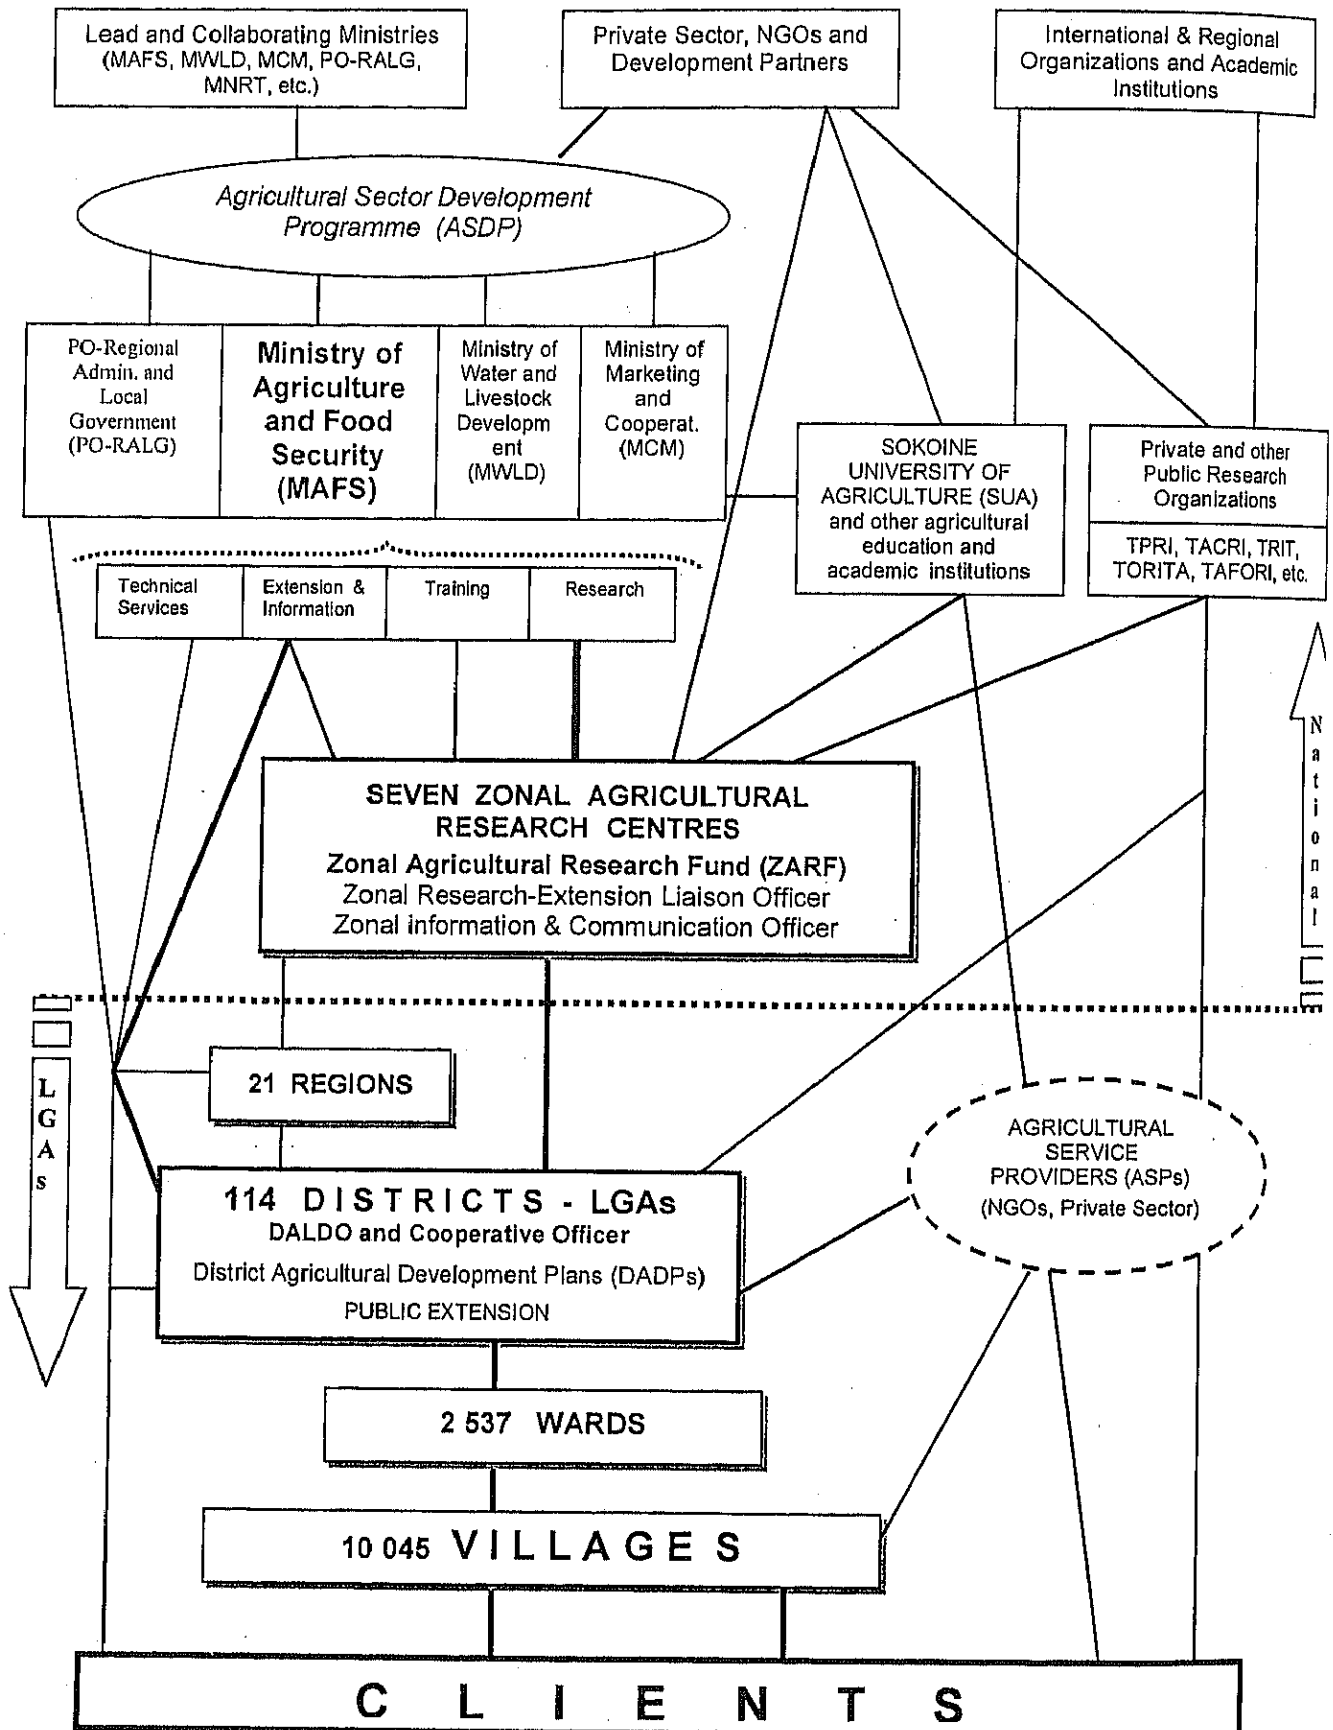 Lead and Collaborating Ministries
(MAFS, MWLD, MCM, PO-RALG,
MNRT, etc.)
Private Sector, NGOs and
Development Partners
International & Regional
Organizations and Academic
Institutions
Agricultural Sector Development
Programme (ASDP)
PO-Regional
Admin. and
Local
Government
(PO-RALG)
Ministry of
Agriculture
and Food
Security
(MAFS)
Ministry of
Water and
Livestock
Developm
ent
(MWLD)
Ministry of
Marketing
and
Cooperat.
(MCM)
SOKOINE
UNIVERSITY OF
AGRICULTURE (SUA)
and other agricultural
education and
academic institutions
Private and other
Public Research
Organizations
TPRI, TACRI, TRIT,
TORITA, TAFORI, etc.
Technical
Services
Extension &
Information
Training
Research
National
SEVEN ZONAL AGRICULTURAL
RESEARCH CENTRES
Zonal Agricultural Research Fund (ZARF)
Zonal Research-Extension Liaison Officer
Zonal Information & Communication Officer
LGAs
21 REGIONS
AGRICULTURAL
SERVICE
PROVIDERS (ASPs)
(NGOs, Private Sector)
114 DISTRICTS - LGAs
DALDO and Cooperative Officer
District Agricultural Development Plans (DADPs)
PUBLIC EXTENSION
2 537 WARDS
10 045 VILLAGES
CLIENTS